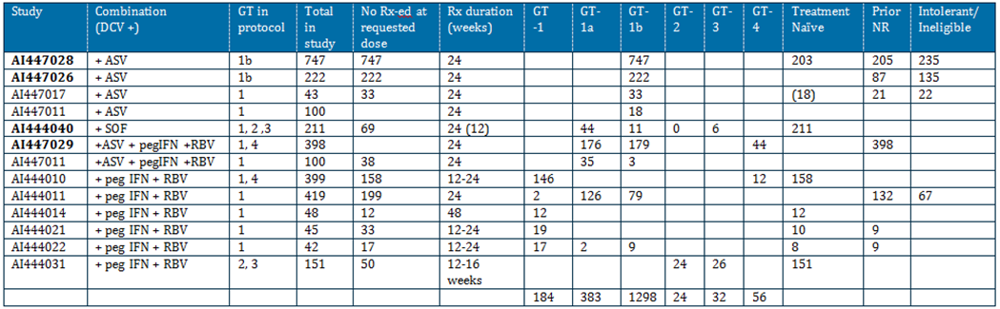 Study Combination (DCV +) GT in protocol Total in study No Rx-ed at requested dose Rx duration (weeks) GT -1 GT-1a GT-1b GT-2 GT-3 GT-4 Treatment Naïve Prior NR Intolerant/ Ineligible
AI447028 + ASV 1b 747 747 24 747 203 205 235
AI447026 + ASV 1b 222 222 24 222 87 135
AI447017 + ASV 1 43 33 24 33 (18) 21 22
AI447011 + ASV 1 100 24 18
AI444040 + SOF 1, 2 ,3 211 69 24 (12) 44 11 0 6 211
AI447029 +ASV + pegIFN +RBV 1, 4 398 24 176 179 44 398
AI447011 +ASV + pegIFN +RBV 1 100 38 24 35 3
AI444010 + peg IFN + RBV 1, 4 399 158 12-24 146 12 158
AI444011 + peg IFN + RBV 1 419 199 24 2 126 79 132 67
AI444014 + peg IFN + RBV 1 48 12 48 12 12
AI444021 + peg IFN + RBV 1 45 33 12-24 19 10 9
AI444022 + peg IFN + RBV 1 42 17 12-24 17 2 9 8 9
AI444031 + peg IFN + RBV 2, 3 151 50 12-16 weeks 24 26 151
184 383 1298 24 32 56